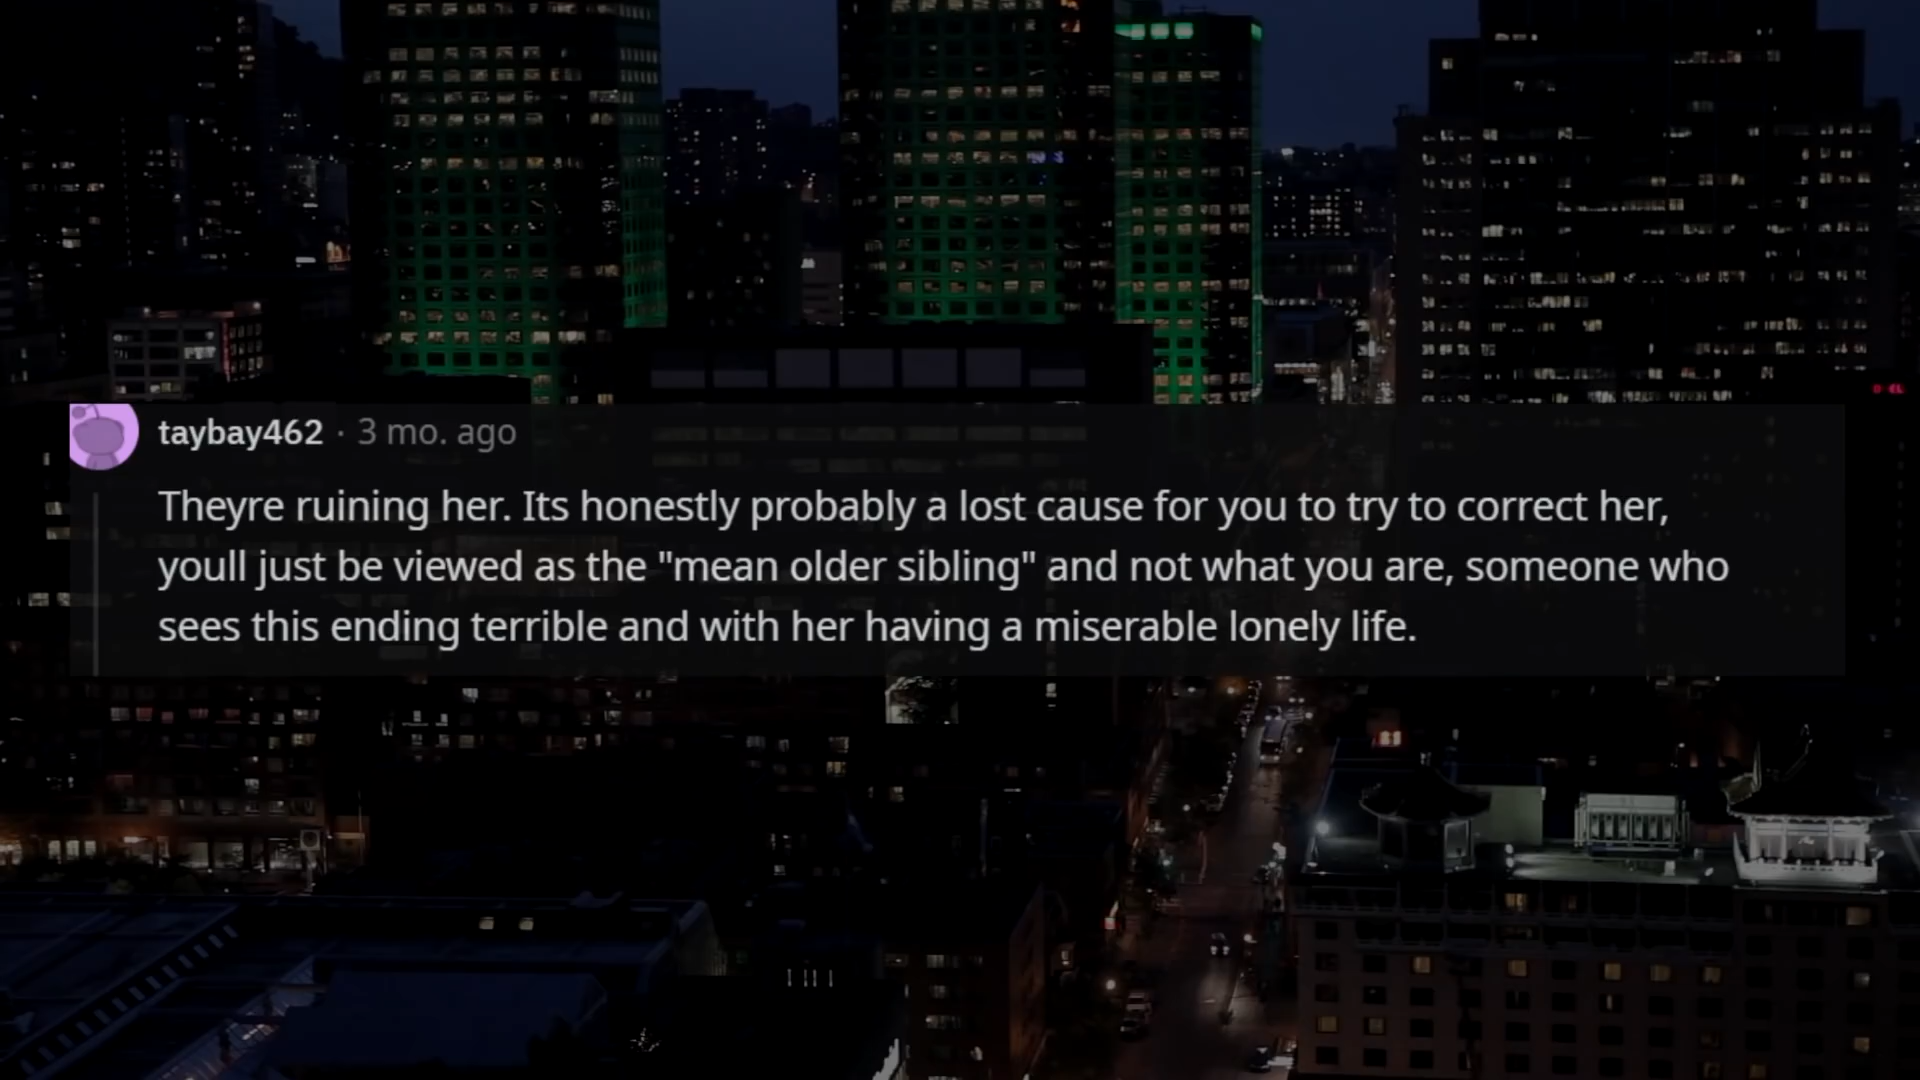 taybay462 · 3 mo. ago
Theyre ruining her. Its honestly probably a lost cause for you to try to correct her,
youll just be viewed as the "mean older sibling" and not what you are, someone who
sees this ending terrible and with her having a miserable lonely life.